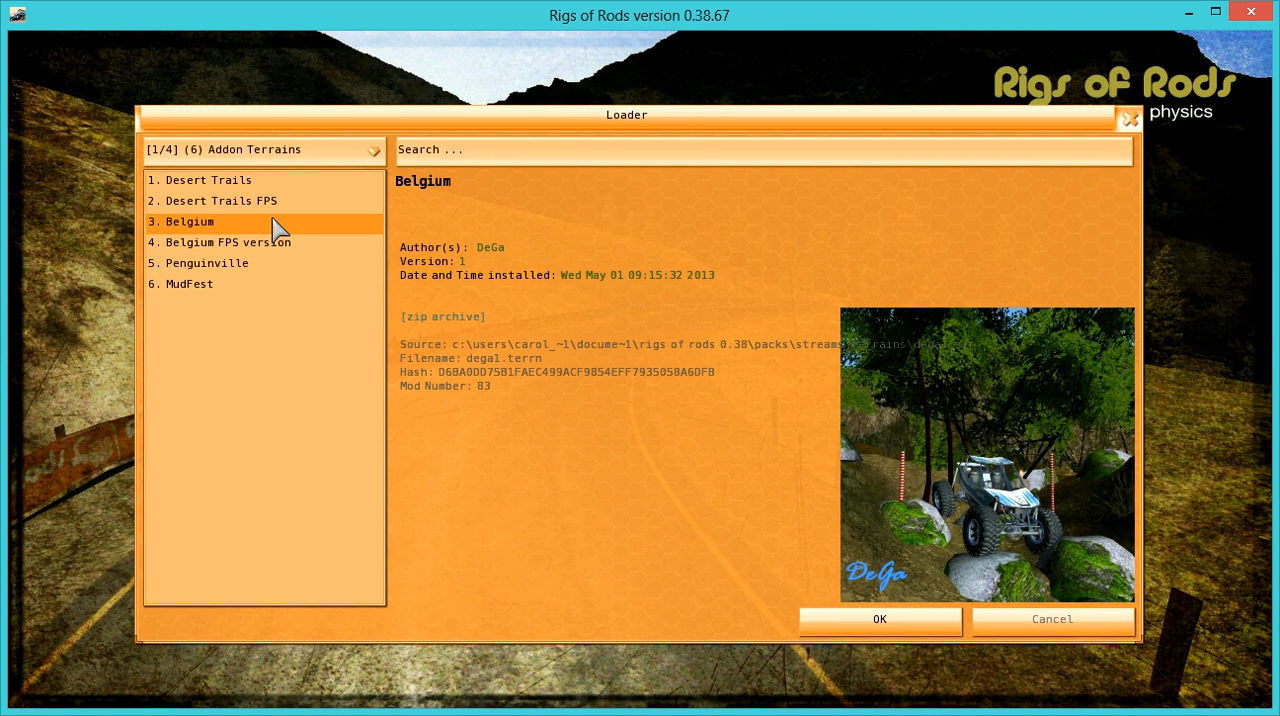 Rigs of Rods version 0.38.67
Rigs of Rods
physics
Loader
[1/4] (6) Addon Terrains
Search ...
1. Desert Trails
2. Desert Trails FPS
3. Belgium
4. Belgium FPS version
5. Penguinville
6. MudFest
Belgium
Author(s): DeGa
Version: 1
Date and Time installed: Wed May 01 09:15:32 2013
[zip archive]
Source: c:\users\carol_~1\docume~1\rigs of rods 0.38\packs\streams\terrains\
Filename: dega1.terrn
Hash: D6BA0DD75B1FAEC499ACF9854EFF7935058A6DFB
Mod Number: 83
DeGa
OK
Cancel